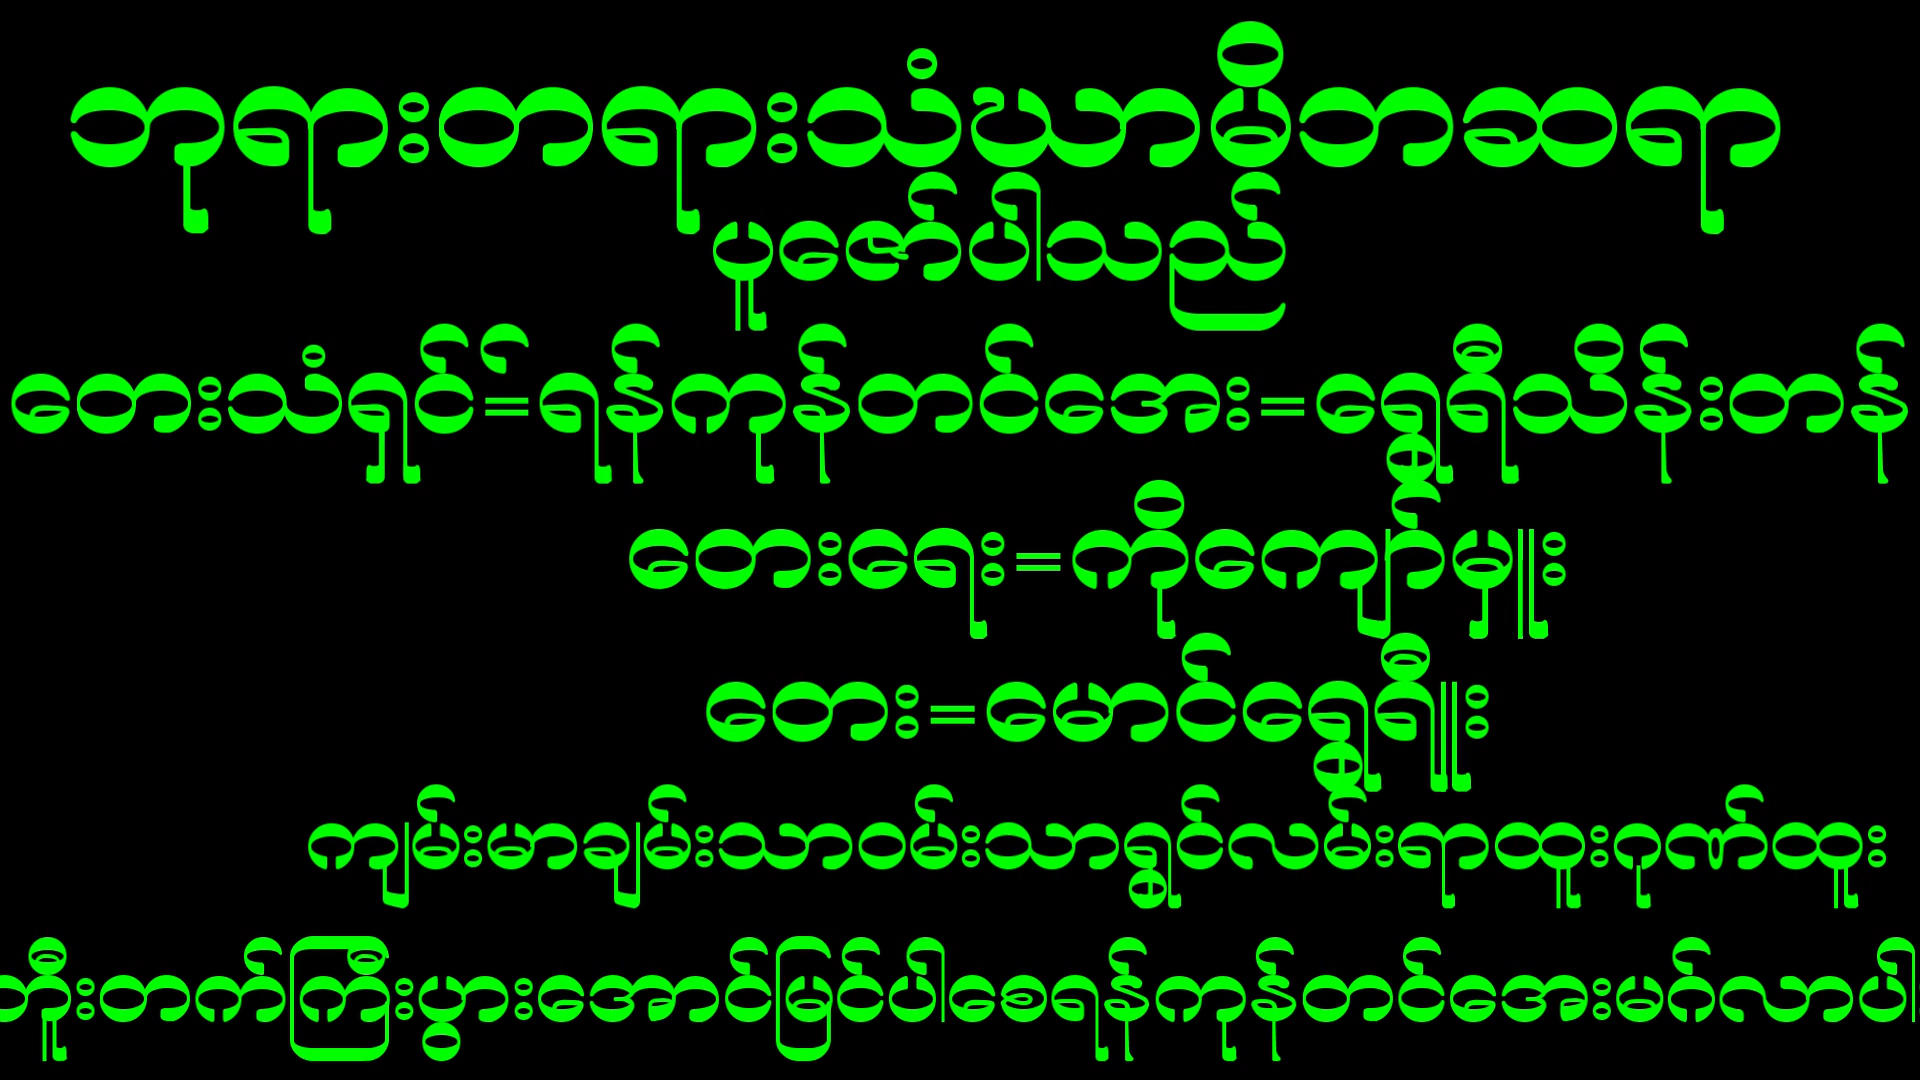 ဘုရားတရားသံဃာမိဘဆရာ
ပူဇော်ပါသည်
တေးသံရှင််=ရန်ကုန်တင်အေး=ရွှေရီသိန်းတန်
တေးရေး=ကိုကျော်မှူး
တေး=မောင်ရွှေရီူး
ကျမ်းမာချမ်းသာဝမ်းသာရွှင်လမ်းရာထူးဂုဏ်ထူး
တက်ကြီးပွားအောင်မြင်ပါစေရန်ကုန်တင်အေးမင်္ဂလာပါ